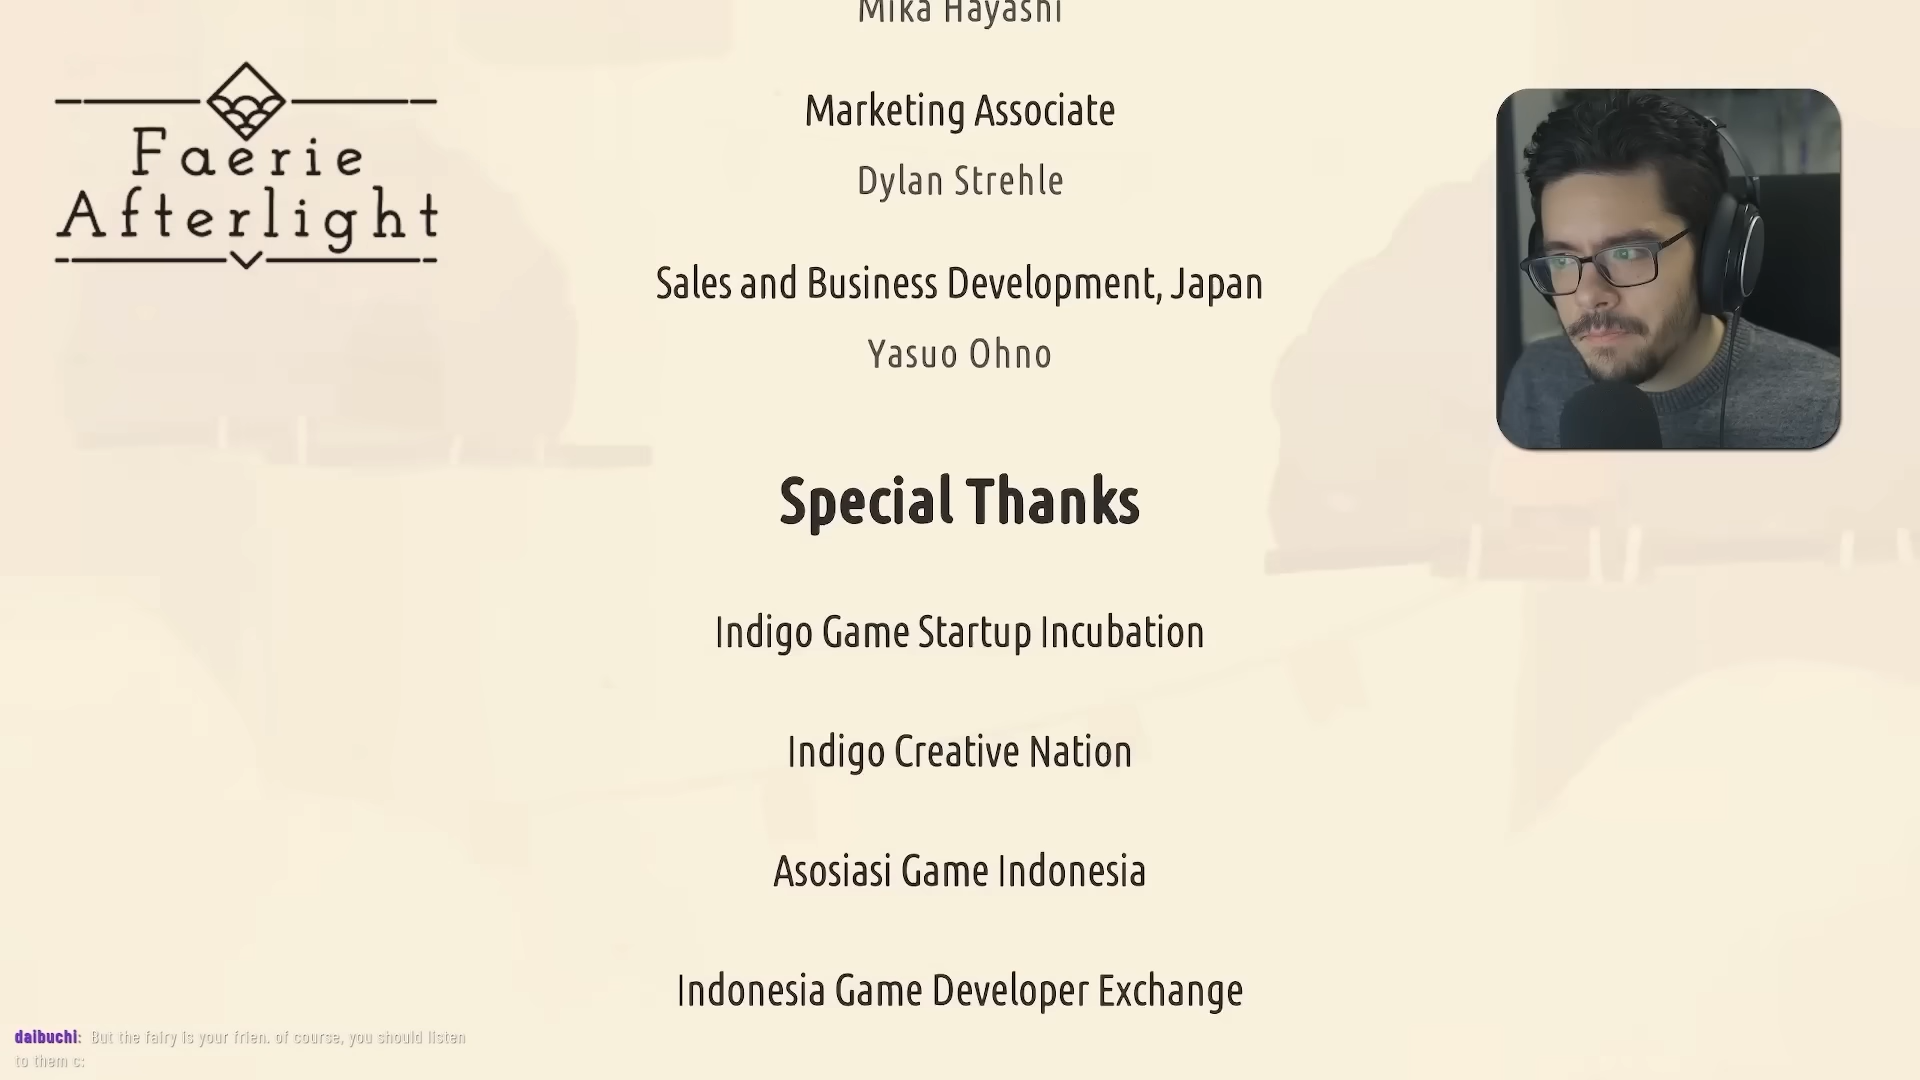 Mika Hayashi
Faerie
Afterlight
Marketing Associate
Dylan Strehle
Sales and Business Development, Japan
Yasuo Ohno
Special Thanks
Indigo Game Startup Incubation
Indigo Creative Nation
Asosiasi Game Indonesia
Indonesia Game Developer Exchange
daibuchi: But the fairy is your frien. of course, you should listen
to them c: